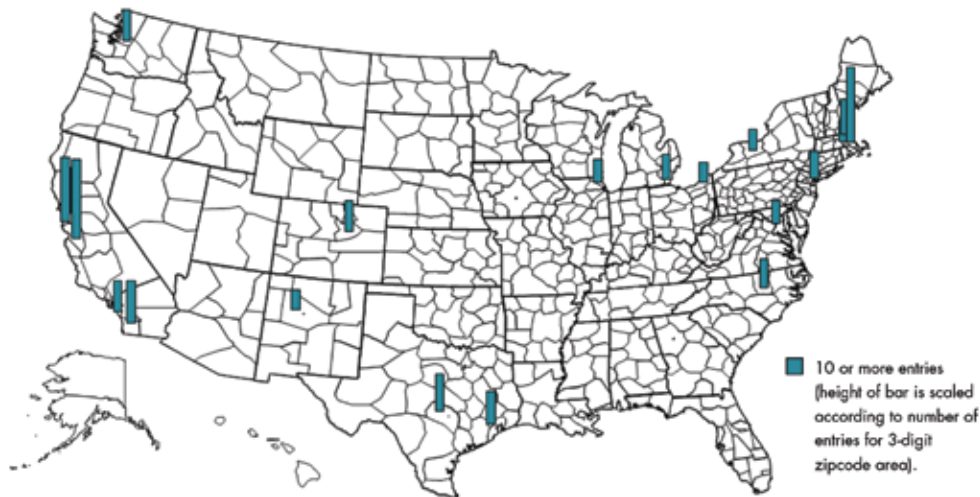 10 or more entries
(height of bar is scaled
according to number of
entries for 3-digit
zipcode area).